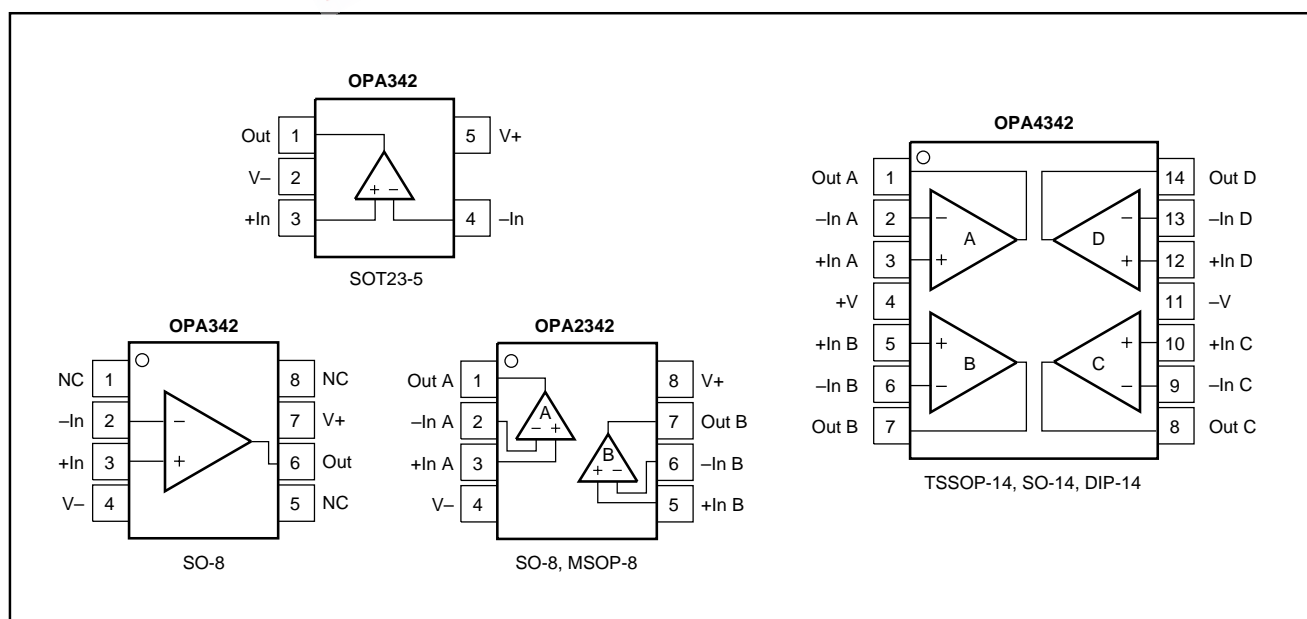 OPA342
Out 1
5 V+
V– 2
+In 3
4 –In
+ –
SOT23-5
OPA342
NC 1
8 NC
–In 2
–
7 V+
+In 3
+
6 Out
V– 4
5 NC
SO-8
OPA2342
Out A 1
8 V+
–In A 2
A
– +
7 Out B
+In A 3
B
+ –
6 –In B
V– 4
5 +In B
SO-8, MSOP-8
OPA4342
Out A 1
14 Out D
–In A 2
–
–
13 –In D
A
D
+In A 3
+
+
12 +In D
+V 4
11 –V
+In B 5
+
+
10 +In C
B
C
–In B 6
–
–
9 –In C
Out B 7
8 Out C
TSSOP-14, SO-14, DIP-14